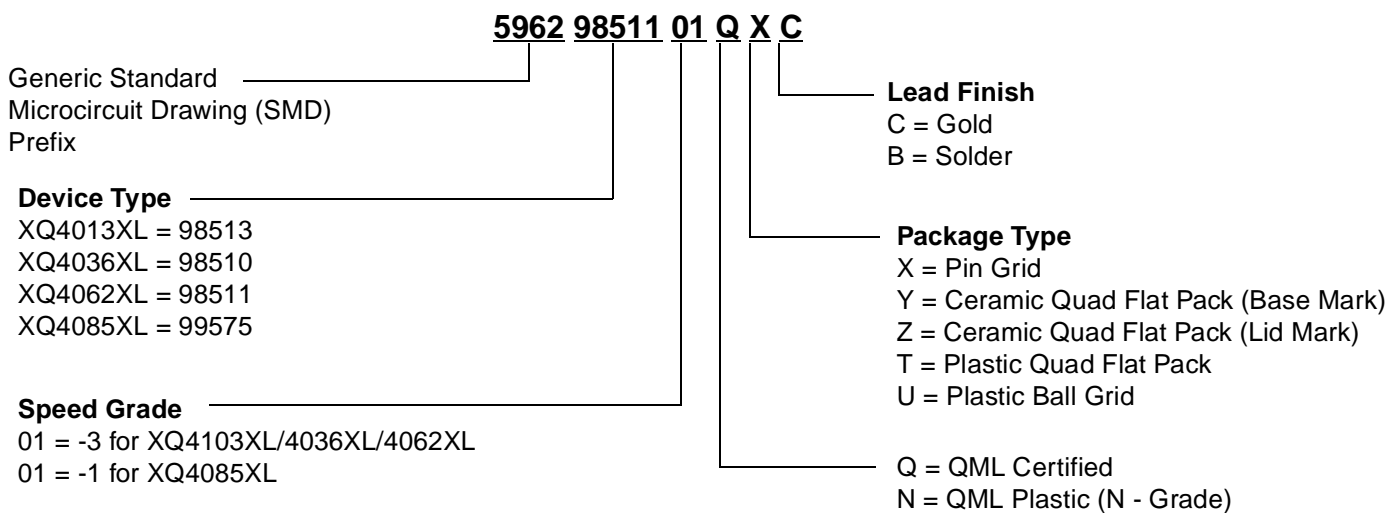 5962 98511 01 Q X C
Generic Standard
Microcircuit Drawing (SMD)
Prefix
Device Type
XQ4013XL = 98513
XQ4036XL = 98510
XQ4062XL = 98511
XQ4085XL = 99575
Speed Grade
01 = -3 for XQ4103XL/4036XL/4062XL
01 = -1 for XQ4085XL
Lead Finish
C = Gold
B = Solder
Package Type
X = Pin Grid
Y = Ceramic Quad Flat Pack (Base Mark)
Z = Ceramic Quad Flat Pack (Lid Mark)
T = Plastic Quad Flat Pack
U = Plastic Ball Grid
Q = QML Certified
N = QML Plastic (N - Grade)